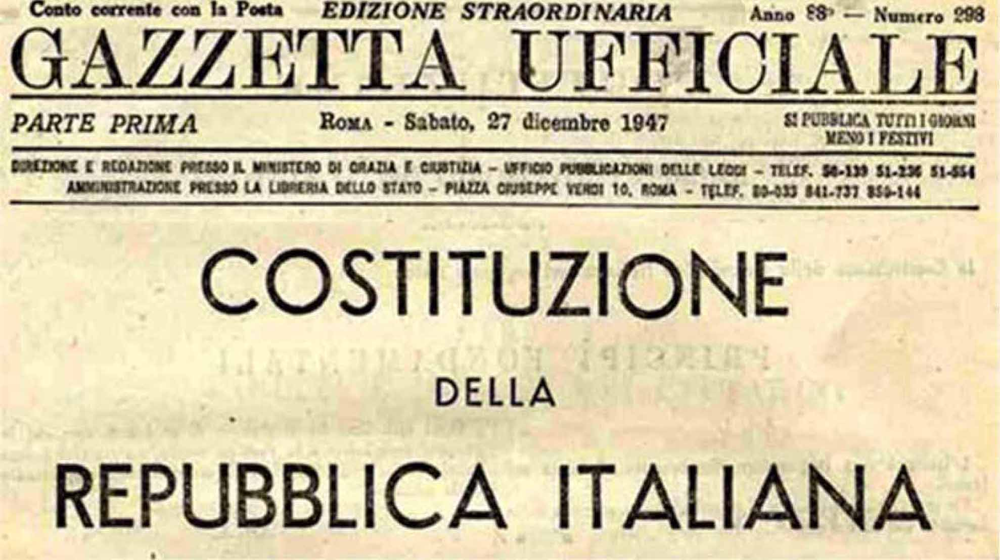 Conto corrente con la Posta EDIZIONE STRAORDINARIA Anno 88° — Numero 298
GAZZETTA UFFICIALE
PARTE PRIMA Roma - Sabato, 27 dicembre 1947 SI PUBBLICA TUTTI I GIORNI
MENO I FESTIVI
DIREZIONE E REDAZIONE PRESSO IL MINISTERO DI GRAZIA E GIUSTIZIA — UFFICIO PUBBLICAZIONI DELLE LEGGI — TELEF. 50-139 51-236 51-554
AMMINISTRAZIONE PRESSO LA LIBRERIA DELLO STATO — PIAZZA GIUSEPPE VERDI 10, ROMA — TELEF. 80-033 841-737 850-144
COSTITUZIONE
DELLA
REPUBBLICA ITALIANA